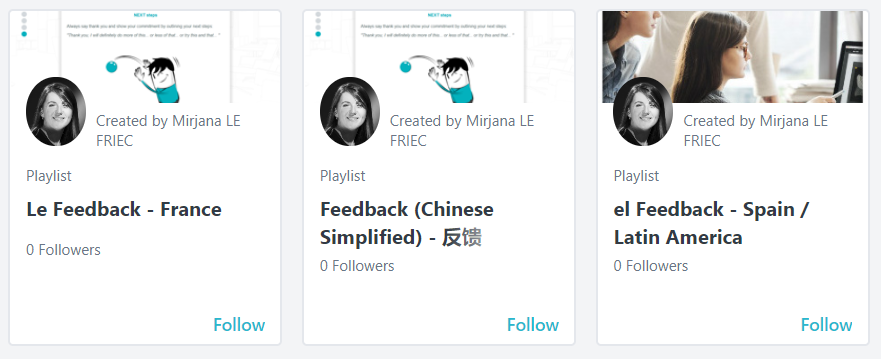 NEXT steps
Always say thank you and show your commitment by outlining your next steps:
"Thank you, I will definitely do more of this… or less of that… or try this and that…"
Created by Mirjana LE
FRIEC
Playlist
Le Feedback - France
0 Followers
Follow
NEXT steps
Always say thank you and show your commitment by outlining your next steps:
"Thank you, I will definitely do more of this… or less of that… or try this and that…"
Created by Mirjana LE
FRIEC
Playlist
Feedback (Chinese
Simplified) - 反馈
0 Followers
Follow
Created by Mirjana LE
FRIEC
Playlist
el Feedback - Spain /
Latin America
0 Followers
Follow